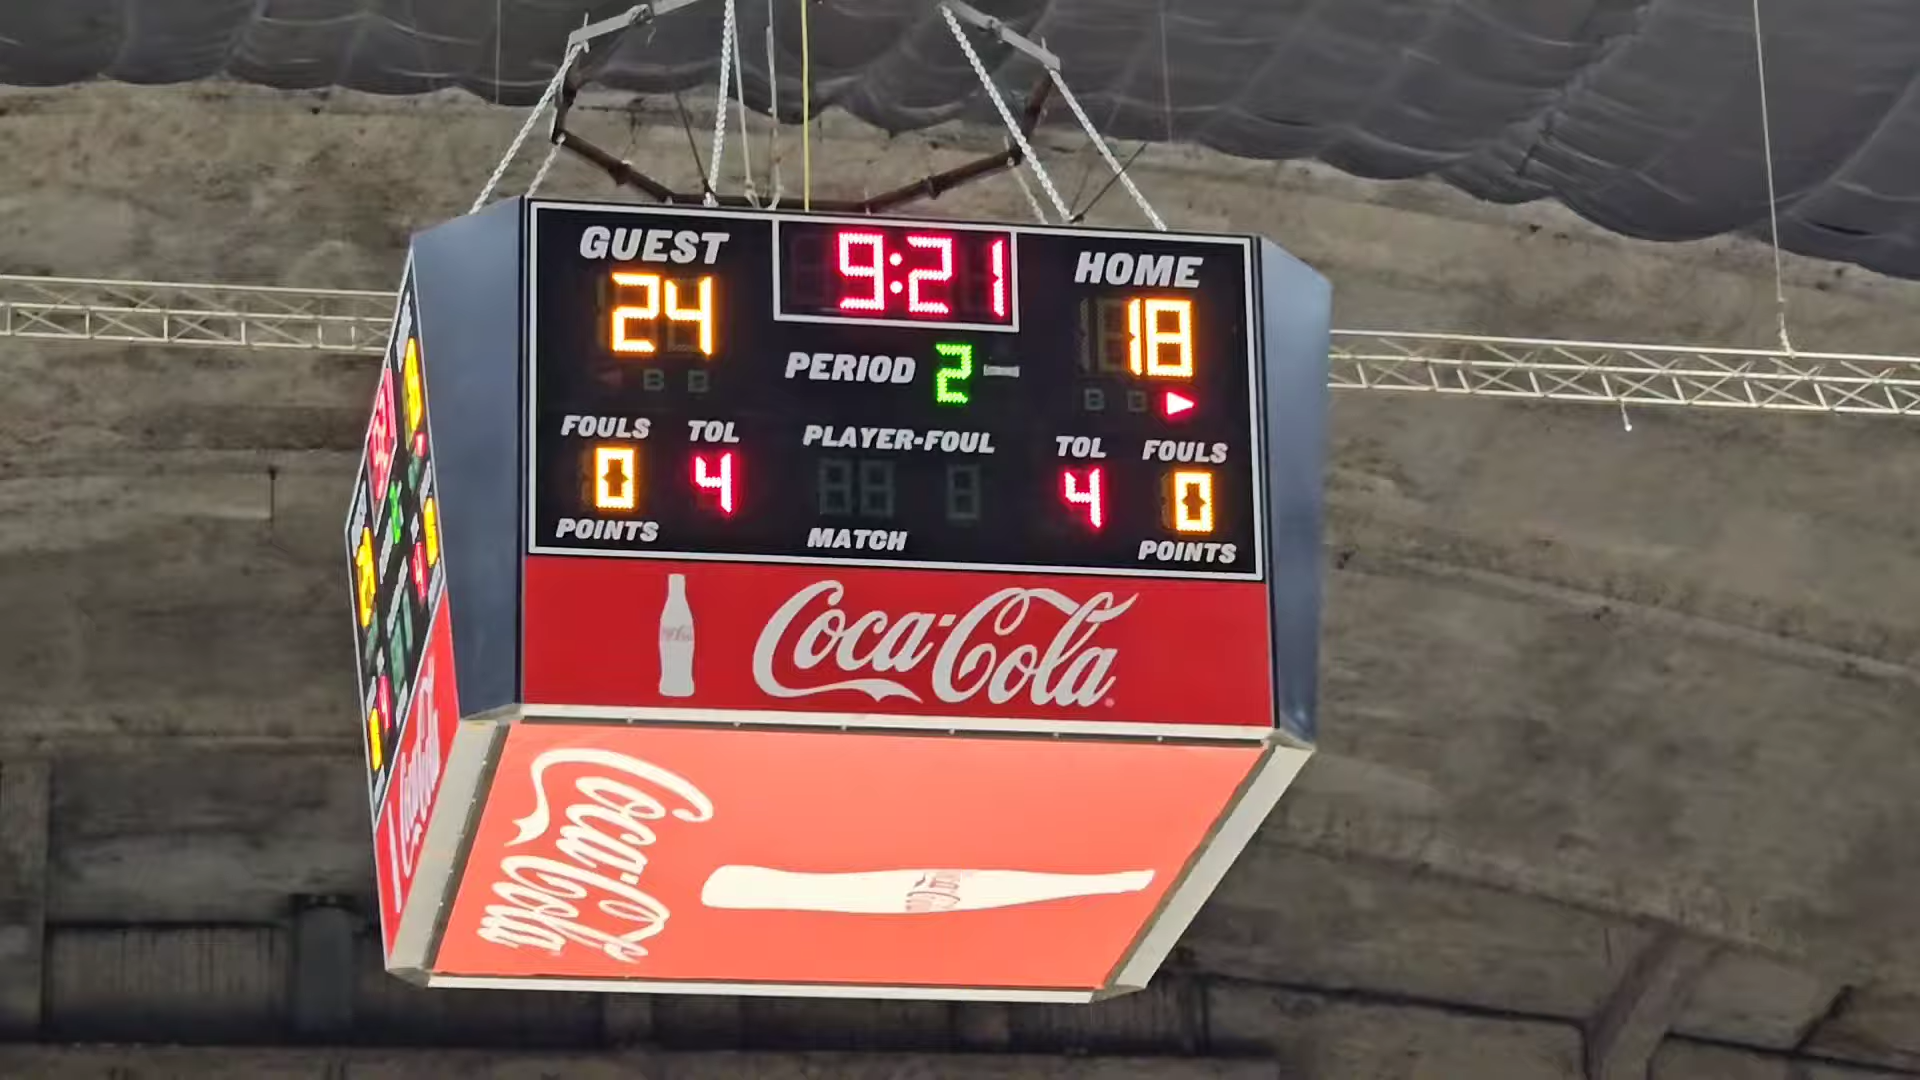 GUEST 9:21 HOME
24 18
PERIOD 2
B B B B
FOULS TOL PLAYER-FOUL TOL FOULS
0 4 4 0
POINTS MATCH POINTS
Coca-Cola
Coca-Cola